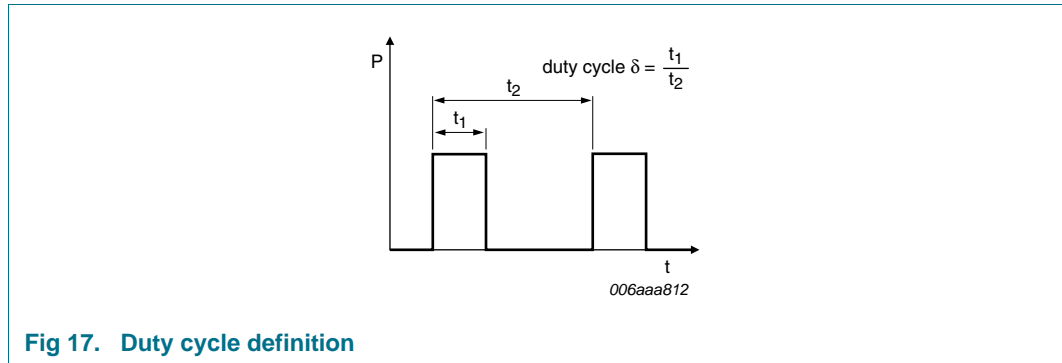 P
duty cycle δ = t1
t2
t2
t1
t
006aaa812
Fig 17. Duty cycle definition